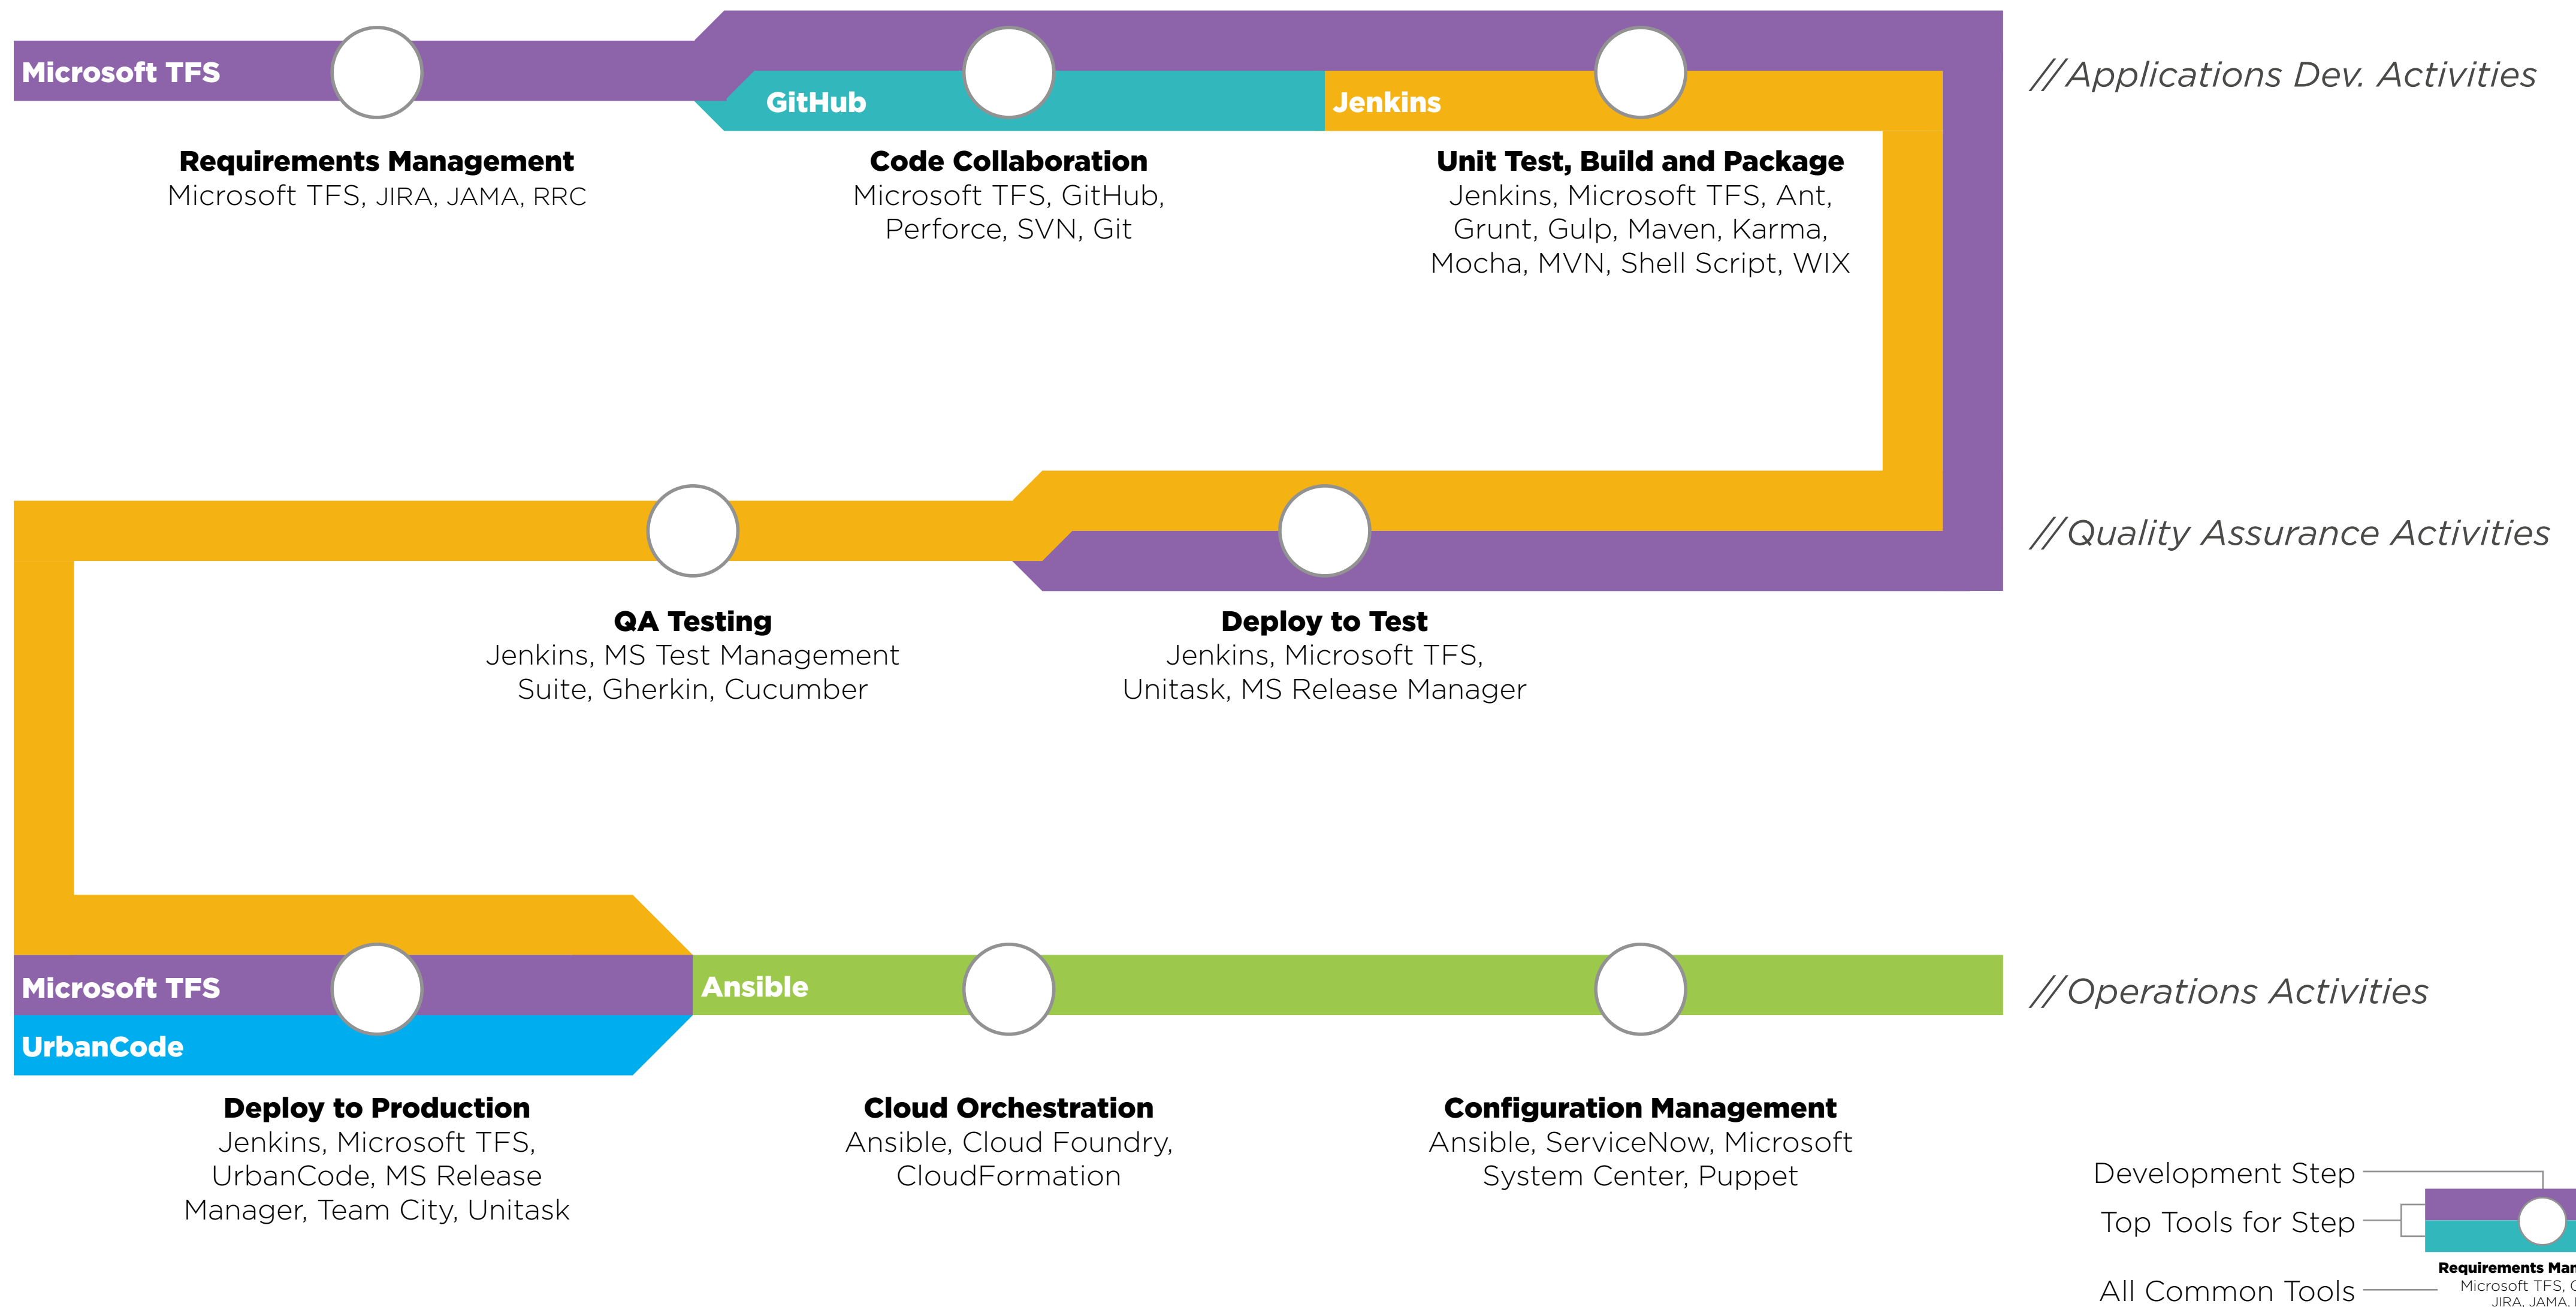 Microsoft TFS
GitHub
Jenkins
//Applications Dev. Activities
Requirements Management
Microsoft TFS, JIRA, JAMA, RRC
Code Collaboration
Microsoft TFS, GitHub,
Perforce, SVN, Git
Unit Test, Build and Package
Jenkins, Microsoft TFS, Ant,
Grunt, Gulp, Maven, Karma,
Mocha, MVN, Shell Script, WIX
//Quality Assurance Activities
QA Testing
Jenkins, MS Test Management
Suite, Gherkin, Cucumber
Deploy to Test
Jenkins, Microsoft TFS,
Unitask, MS Release Manager
Microsoft TFS
Ansible
//Operations Activities
UrbanCode
Deploy to Production
Jenkins, Microsoft TFS,
UrbanCode, MS Release
Manager, Team City, Unitask
Cloud Orchestration
Ansible, Cloud Foundry,
CloudFormation
Configuration Management
Ansible, ServiceNow, Microsoft
System Center, Puppet
Development Step
Top Tools for Step
All Common Tools
Requirements
Microsoft TFS,
JIRA, JAMA,